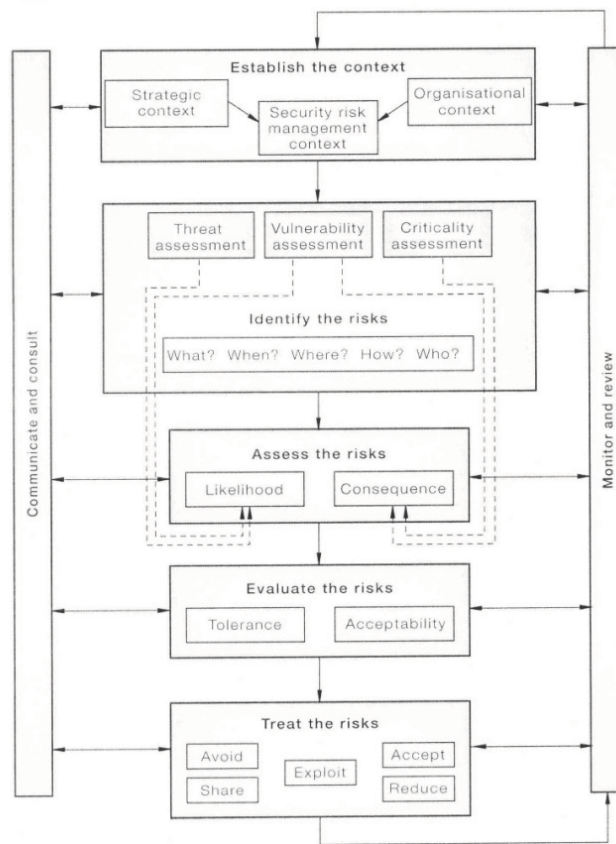 Establish the context
Strategic
context
Security risk
management
context
Organisational
context
Threat
assessment
Vulnerability
assessment
Criticality
assessment
Identify the risks
What? When? Where? How? Who?
Assess the risks
Likelihood
Consequence
Evaluate the risks
Tolerance
Acceptability
Treat the risks
Avoid
Share
Exploit
Accept
Reduce
Communicate and consult
Monitor and review